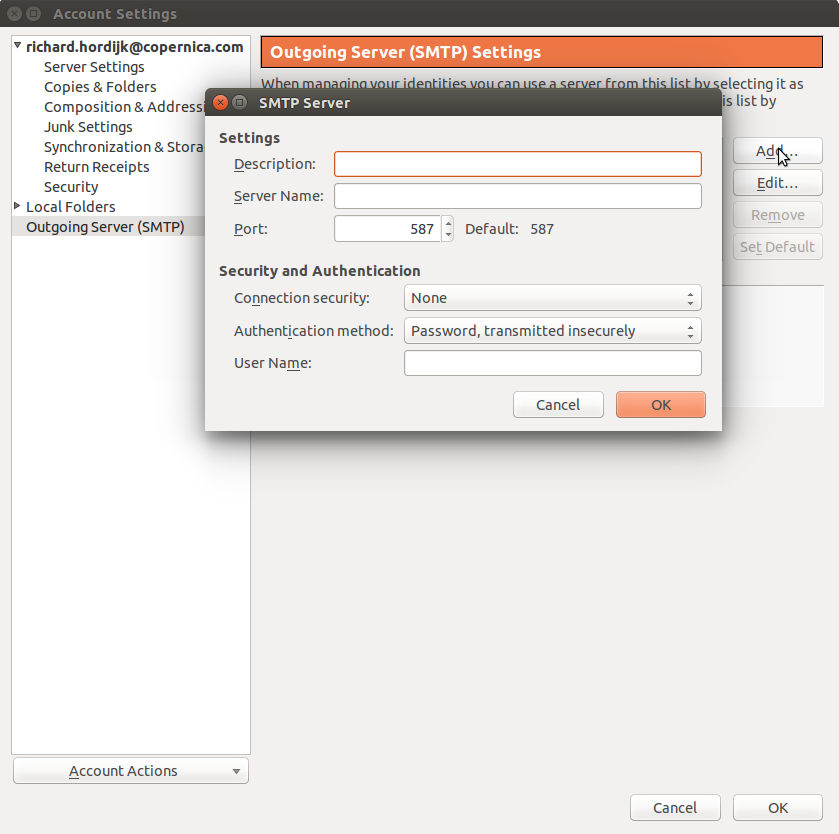 Account Settings
richard.hordijk@copernica.com
Server Settings
Copies & Folders
Composition &
Junk Settings
Synchronization &
Return Receipts
Security
Local Folders
Outgoing Server (SMTP)
Account Actions
Outgoing Server (SMTP) Settings
When managing your identities you can use a server from this list by selecting it as
is list by
Add...
Edit...
Remove
Set Default
SMTP Server
Settings
Description:
Server Name:
Port: 587 Default: 587
Security and Authentication
Connection security: None
Authentication method: Password, transmitted insecurely
User Name:
Cancel OK
Cancel OK